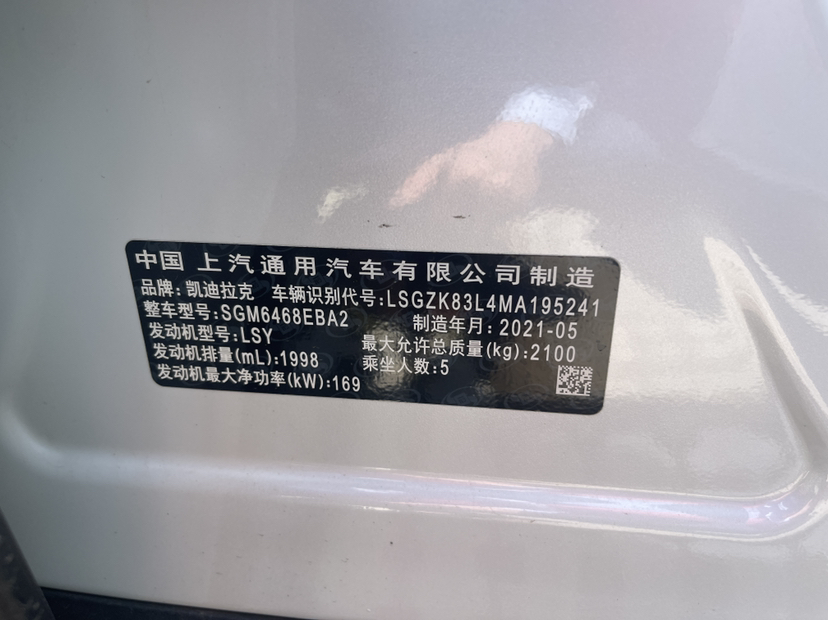 中国 上汽通用汽车有限公司制造
品牌:凯迪拉克 车辆识别代号:LSGZK83L4MA195241
整车型号:SGM6468EBA2 制造年月:2021-05
发动机型号:LSY 最大允许总质量(kg):2100
发动机排量(mL):1998 乘坐人数:5
发动机最大净功率(kW):169